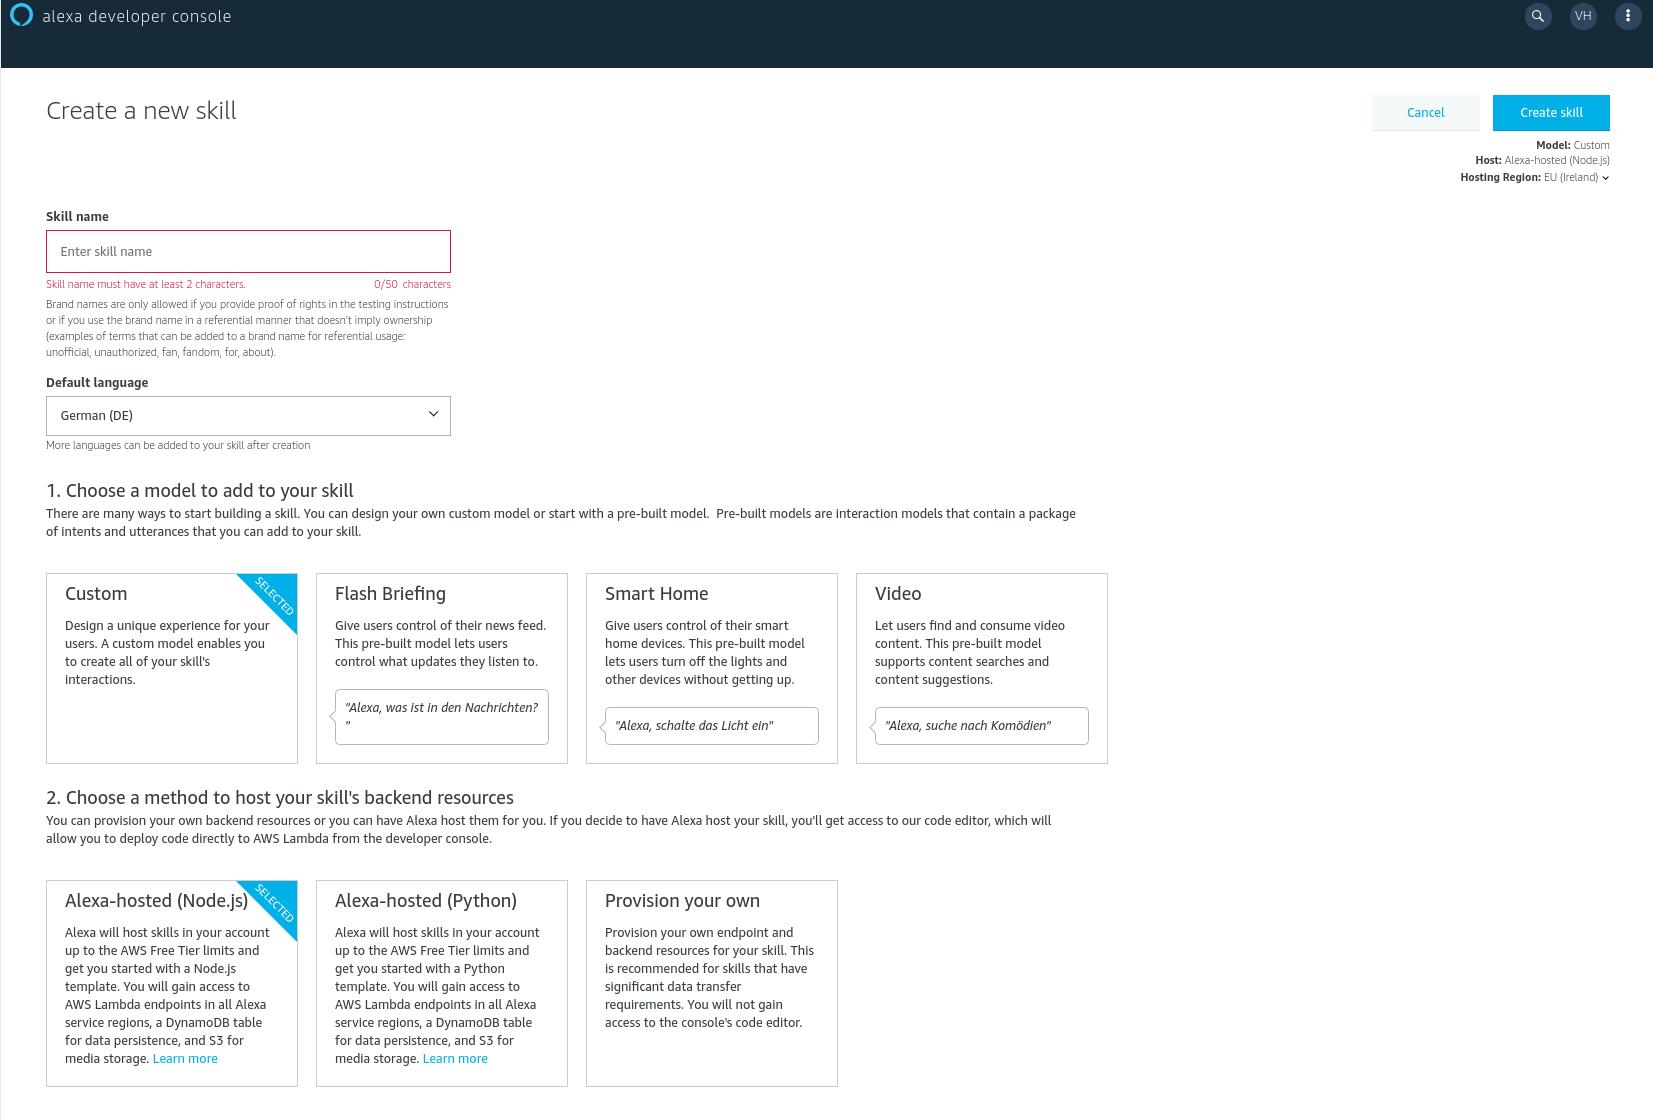 alexa developer console
VH
Create a new skill
Cancel
Create skill
Model: Custom
Host: Alexa-hosted (Node.js)
Hosting Region: EU (Ireland)
Skill name
Enter skill name
Skill name must have at least 2 characters.
0/50 characters
Brand names are only allowed if you provide proof of rights in the testing instructions
or if you use the brand name in a referential manner that doesn't imply ownership
(examples of terms that can be added to a brand name for referential usage:
unofficial, unauthorized, fan, fandom, for, about).
Default language
German (DE)
More languages can be added to your skill after creation
1. Choose a model to add to your skill
There are many ways to start building a skill. You can design your own custom model or start with a pre-built model. Pre-built models are interaction models that contain a package
of intents and utterances that you can add to your skill.
Custom
SELECTED
Design a unique experience for your
users. A custom model enables you
to create all of your skill's
interactions.
Flash Briefing
Give users control of their news feed.
This pre-built model lets users
control what updates they listen to.
"Alexa, was ist in den Nachrichten?
"
Smart Home
Give users control of their smart
home devices. This pre-built model
lets users turn off the lights and
other devices without getting up.
"Alexa, schalte das Licht ein"
Video
Let users find and consume video
content. This pre-built model
supports content searches and
content suggestions.
"Alexa, suche nach Komödien"
2. Choose a method to host your skill's backend resources
You can provision your own backend resources or you can have Alexa host them for you. If you decide to have Alexa host your skill, you'll get access to our code editor, which will
allow you to deploy code directly to AWS Lambda from the developer console.
Alexa-hosted (Node.js)
SELECTED
Alexa will host skills in your account
up to the AWS Free Tier limits and
get you started with a Node.js
template. You will gain access to
AWS Lambda endpoints in all Alexa
service regions, a DynamoDB table
for data persistence, and S3 for
media storage. Learn more
Alexa-hosted (Python)
Alexa will host skills in your account
up to the AWS Free Tier limits and
get you started with a Python
template. You will gain access to
AWS Lambda endpoints in all Alexa
service regions, a DynamoDB table
for data persistence, and S3 for
media storage. Learn more
Provision your own
Provision your own endpoint and
backend resources for your skill. This
is recommended for skills that have
significant data transfer
requirements. You will not gain
access to the console's code editor.